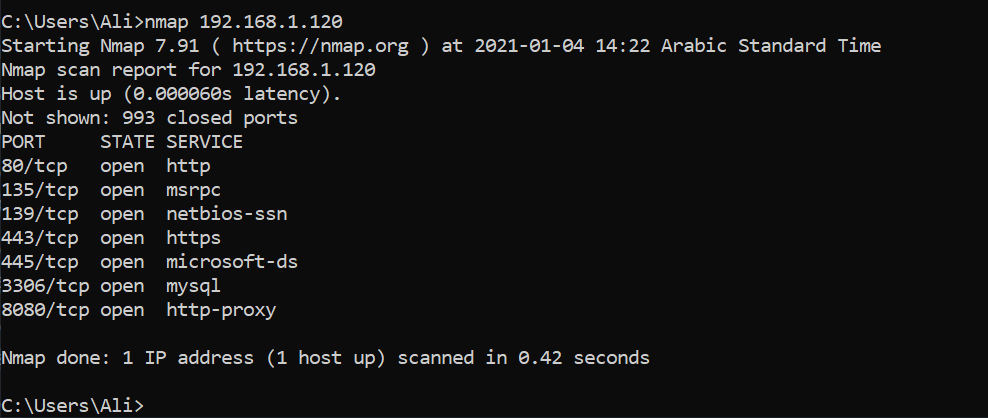 C:\Users\Ali>nmap 192.168.1.120
Starting Nmap 7.91 ( https://nmap.org ) at 2021-01-04 14:22 Arabic Standard Time
Nmap scan report for 192.168.1.120
Host is up (0.000060s latency).
Not shown: 993 closed ports
PORT     STATE SERVICE
80/tcp   open  http
135/tcp  open  msrpc
139/tcp  open  netbios-ssn
443/tcp  open  https
445/tcp  open  microsoft-ds
3306/tcp open  mysql
8080/tcp open  http-proxy
Nmap done: 1 IP address (1 host up) scanned in 0.42 seconds
C:\Users\Ali>